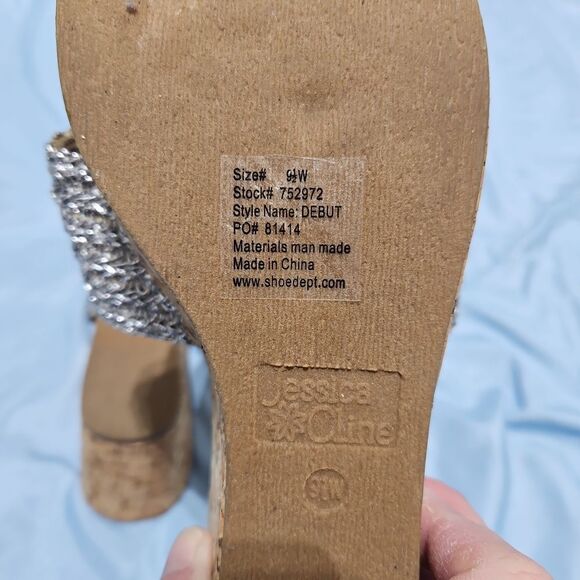 Size# 9½W
Stock# 752972
Style Name: DEBUT
PO# 81414
Materials man made
Made in China
www.shoedept.com
Jessica
Cline
9½W